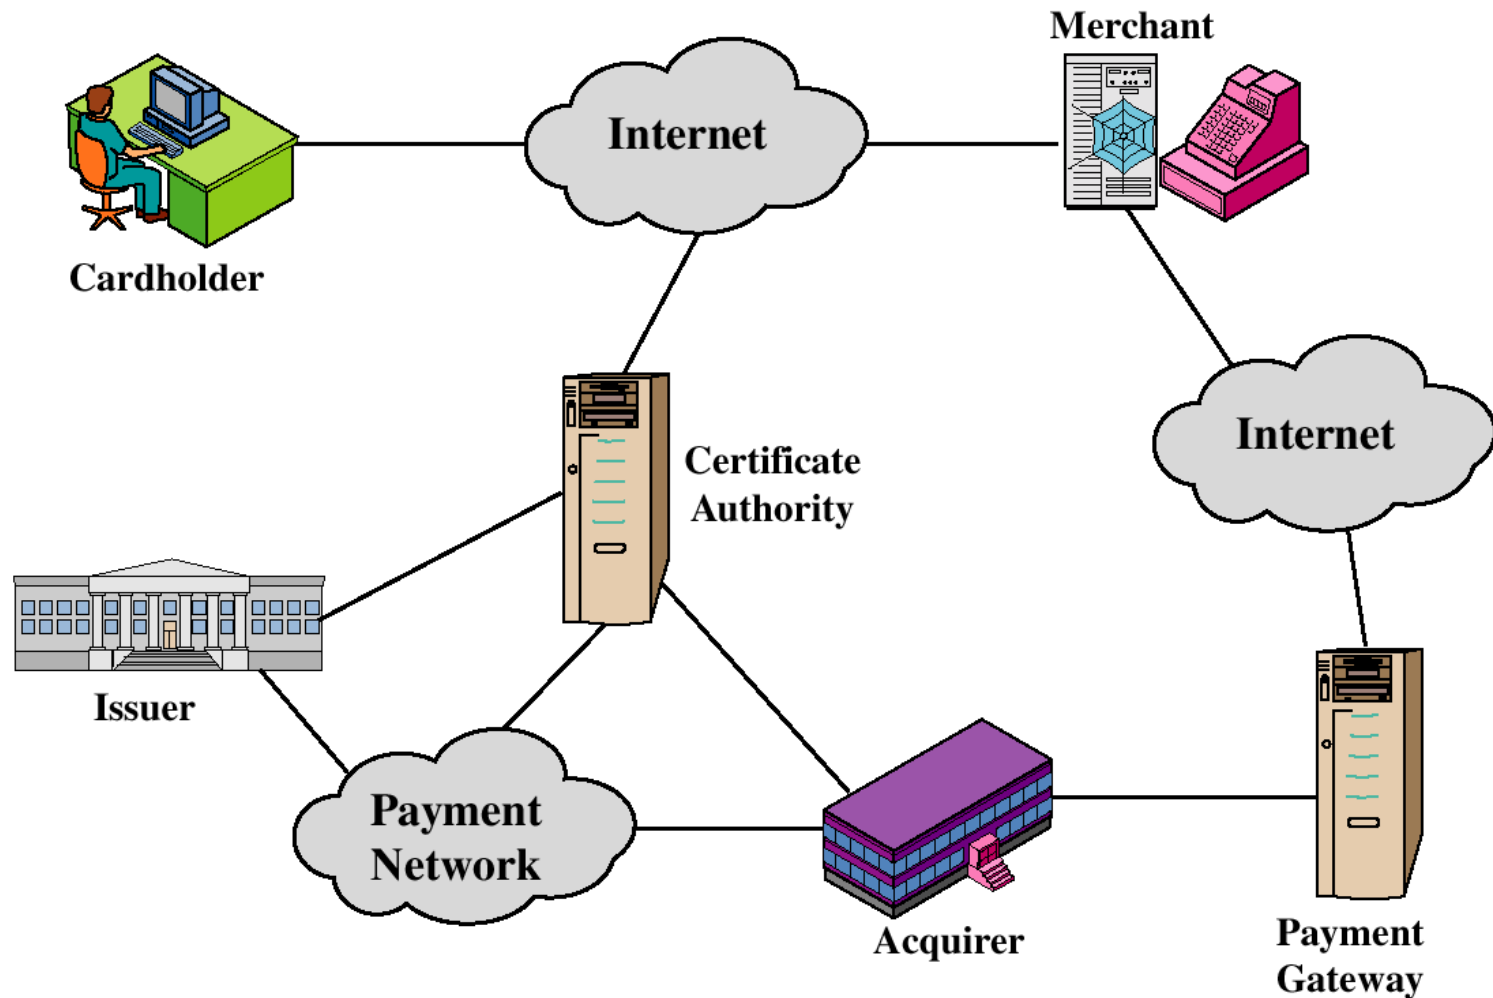 Merchant
Internet
Cardholder
Internet
Certificate
Authority
Issuer
Payment
Network
Acquirer
Payment
Gateway